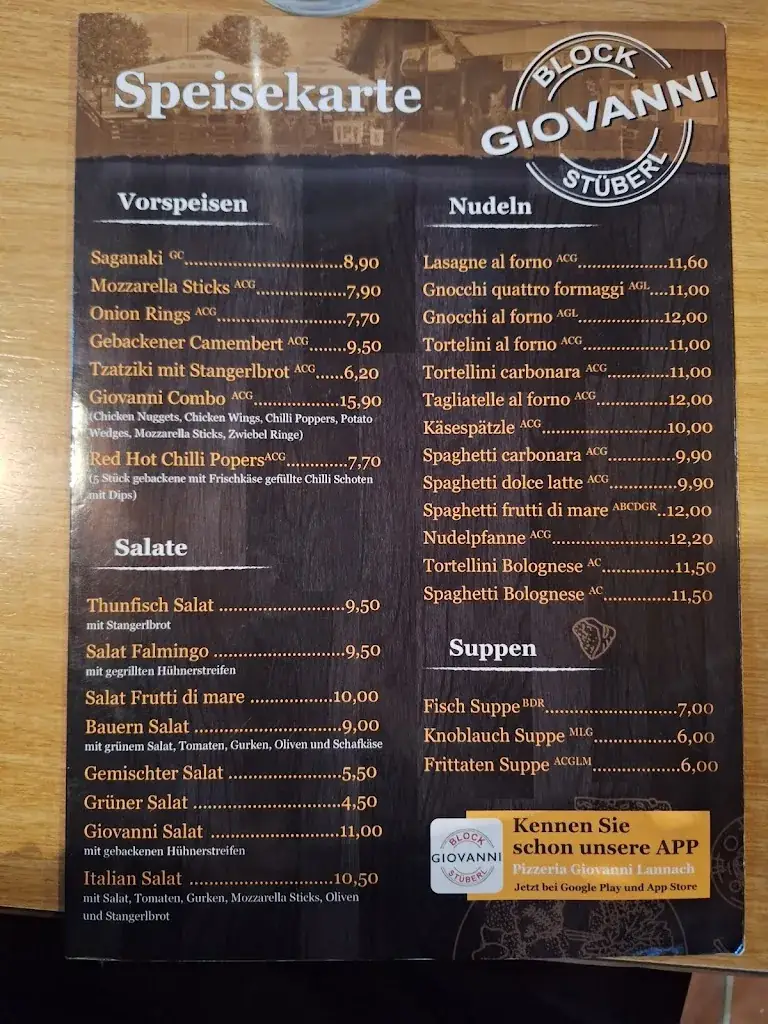 Speisekarte
BLOCK
GIOVANNI
STÜBERL
Vorspeisen
Saganaki GC................................8,90
Mozzarella Sticks ACG..................7,90
Onion Rings ACG..........................7,70
Gebackener Camembert ACG.......9,50
Tzatziki mit Stangerlbrot ACG......6,20
Giovanni Combo ACG.................15,90
(Chicken Nuggets, Chicken Wings, Chilli Poppers, Potato
Wedges, Mozzarella Sticks, Zwiebel Ringe)
Red Hot Chilli PopersACG............7,70
(5 Stück gebackene mit Frischkäse gefüllte Chilli Schoten
mit Dips)
Salate
Thunfisch Salat .........................9,50
mit Stangerlbrot
Salat Falmingo ..........................9,50
mit gegrillten Hühnerstreifen
Salat Frutti di mare .................10,00
Bauern Salat ..............................9,00
mit grünem Salat, Tomaten, Gurken, Oliven und Schafkäse
Gemischter Salat .......................5,50
Grüner Salat ..............................4,50
Giovanni Salat .........................11,00
mit gebackenen Hühnerstreifen
Italian Salat .............................10,50
mit Salat, Tomaten, Gurken, Mozzarella Sticks, Oliven
und Stangerlbrot
Nudeln
Lasagne al forno ACG..................11,60
Gnocchi quattro formaggi AGL....11,00
Gnocchi al forno AGL..................12,00
Tortelini al forno ACG.................11,00
Tortellini carbonara ACG............11,00
Tagliatelle al forno ACG..............12,00
Käsespätzle ACG.........................10,00
Spaghetti carbonara ACG.............9,90
Spaghetti dolce latte ACG.............9,90
Spaghetti frutti di mare ABCDGR..12,00
Nudelpfanne ACG.......................12,20
Tortellini Bolognese AC...............11,50
Spaghetti Bolognese AC...............11,50
Suppen
Fisch Suppe BDR..........................7,00
Knoblauch Suppe MLG.................6,00
Frittaten Suppe ACGLM.................6,00
BLOCK
GIOVANNI
STÜBERL
Kennen Sie
schon unsere APP
Pizzeria Giovanni Lannach
Jetzt bei Google Play und App Store